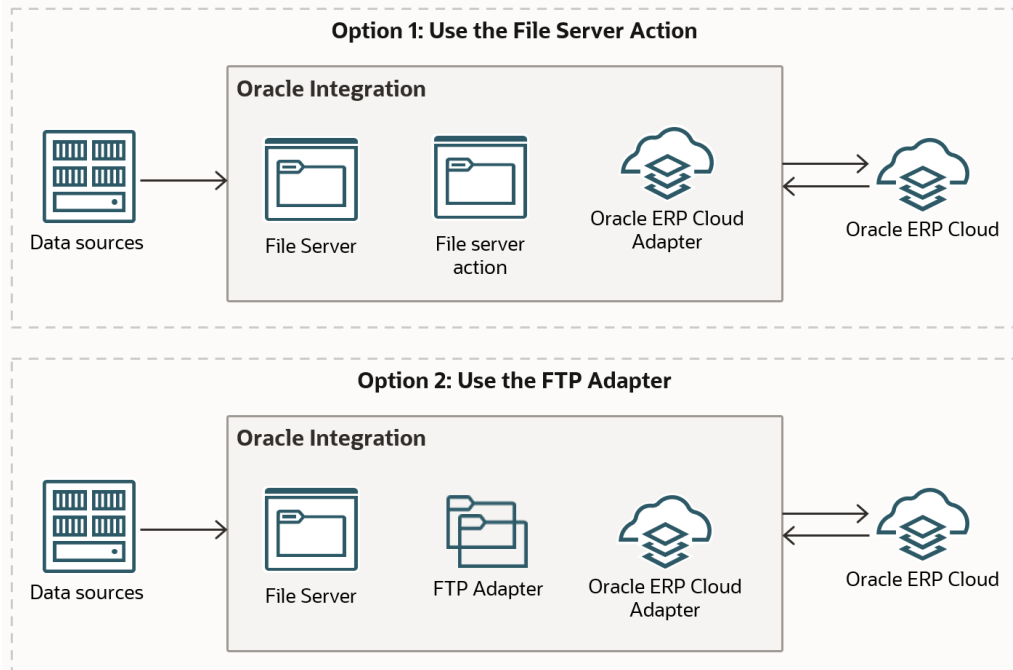 Option 1: Use the File Server Action
Oracle Integration
Data sources
File Server
File server
action
Oracle ERP Cloud
Adapter
Oracle ERP Cloud
Option 2: Use the FTP Adapter
Oracle Integration
Data sources
File Server
FTP Adapter
Oracle ERP Cloud
Adapter
Oracle ERP Cloud